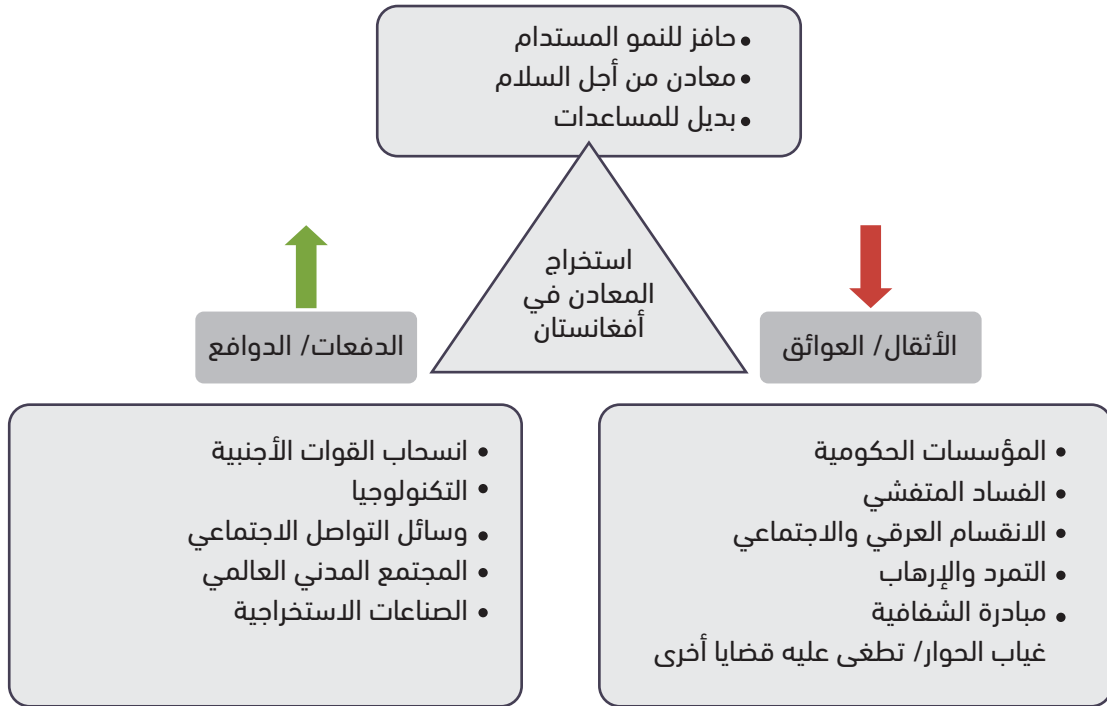 • حافز للنمو المستدام
• معادن من أجل السلام
• بديل للمساعدات
استخراج
المعادن في
أفغانستان
الأثقال/ العوائق
الدفعات/ الدوافع
• المؤسسات الحكومية
• الفساد المتفشي
• الانقسام العرقي والاجتماعي
• التمرد والإرهاب
• مبادرة الشفافية
غياب الحوار/ تطغى عليه قضايا أخرى
• انسحاب القوات الأجنبية
• التكنولوجيا
• وسائل التواصل الاجتماعي
• المجتمع المدني العالمي
• الصناعات الاستخراجية